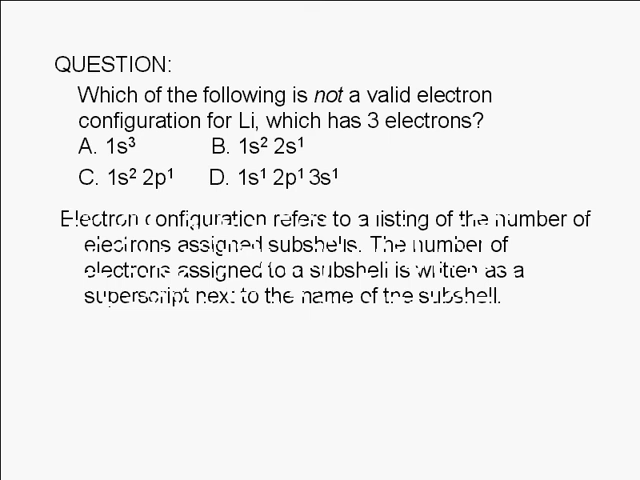 QUESTION:
Which of the following is not a valid electron
configuration for Li, which has 3 electrons?
A. 1s³ B. 1s² 2s¹
C. 1s² 2p¹ D. 1s¹ 2p¹ 3s¹
Electron configuration refers to a listing of the number of
electrons assigned subshells. The number of
electrons assigned to a subshell is written as a
superscript next to the name of the subshell.